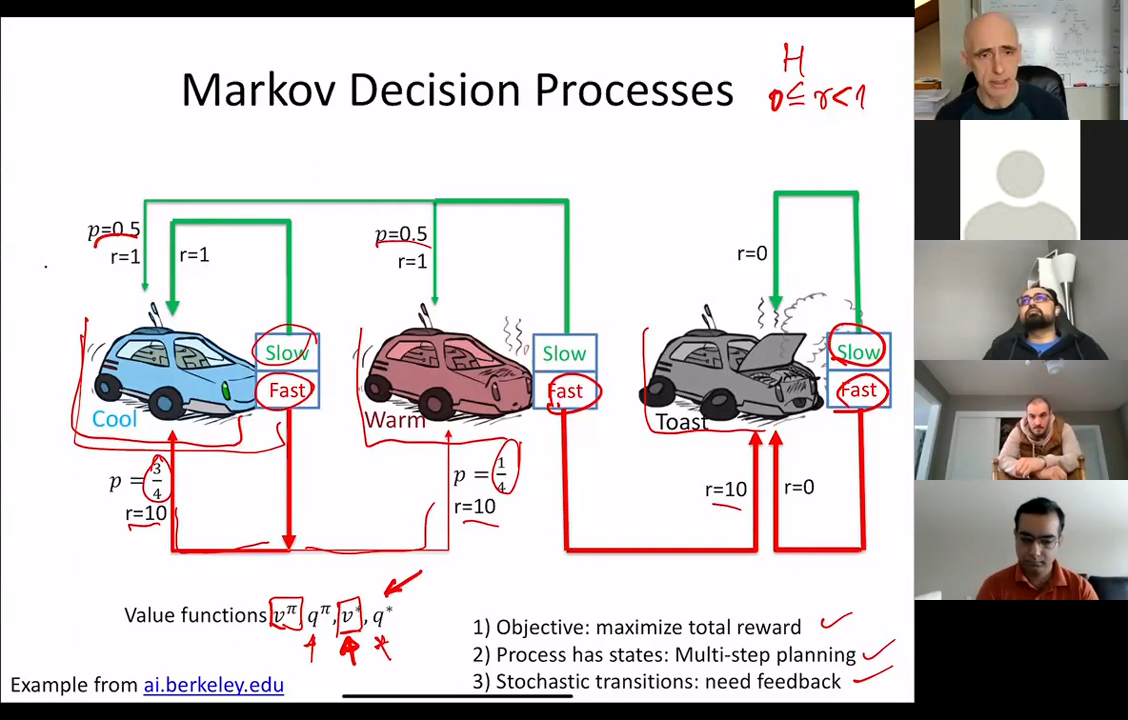 Markov Decision Processes
H
0 ≤ r < 1
p=0.5
r=1
r=1
p=0.5
r=1
r=0
Slow
Fast
Cool
Slow
Fast
Warm
Slow
Fast
Toast
p = 3/4
r=10
p = 1/4
r=10
r=10
r=0
Value functions v^π q^π, v*, q*
1) Objective: maximize total reward
2) Process has states: Multi-step planning
3) Stochastic transitions: need feedback
Example from ai.berkeley.edu